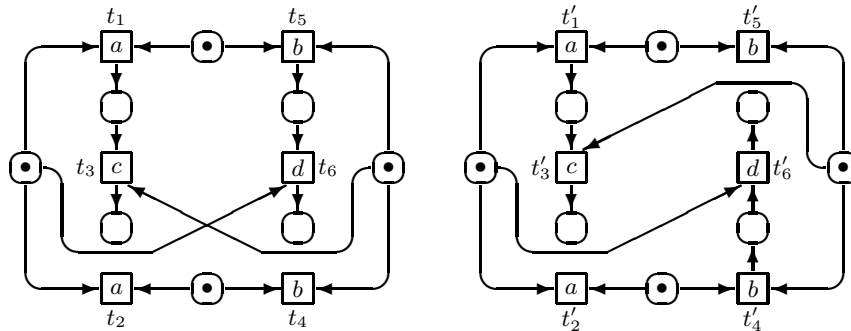 t₁ t₅ t′₁ t′₅
a b a b
t₃ c d t₆ t′₃ c d t′₆
a b a b
t₂ t₄ t′₂ t′₄